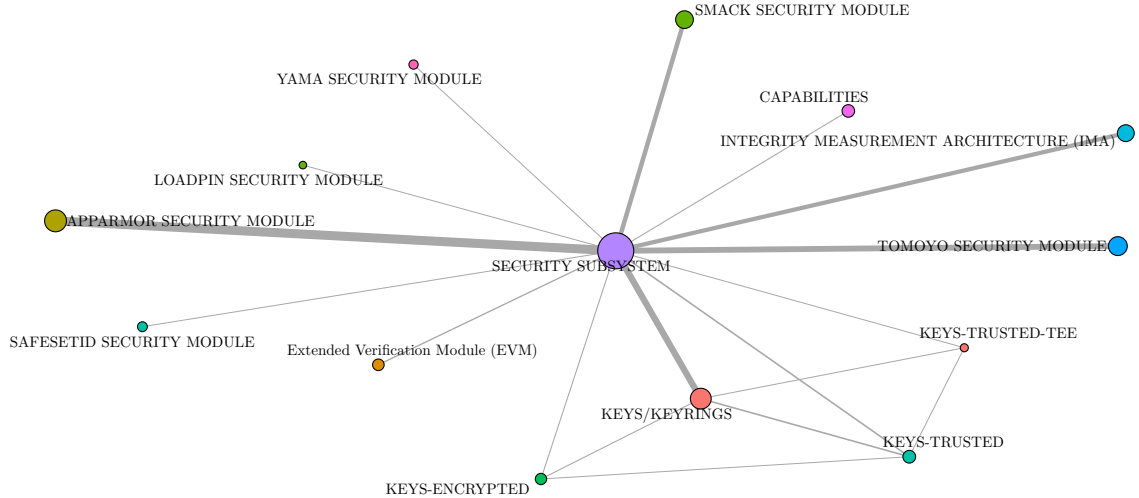 SMACK SECURITY MODULE
YAMA SECURITY MODULE
CAPABILITIES
INTEGRITY MEASUREMENT ARCHITECTURE (IMA)
LOADPIN SECURITY MODULE
APPARMOR SECURITY MODULE
TOMOYO SECURITY MODULE
SECURITY SUBSYSTEM
KEYS-TRUSTED-TEE
SAFESETID SECURITY MODULE
Extended Verification Module (EVM)
KEYS/KEYRINGS
KEYS-TRUSTED
KEYS-ENCRYPTED